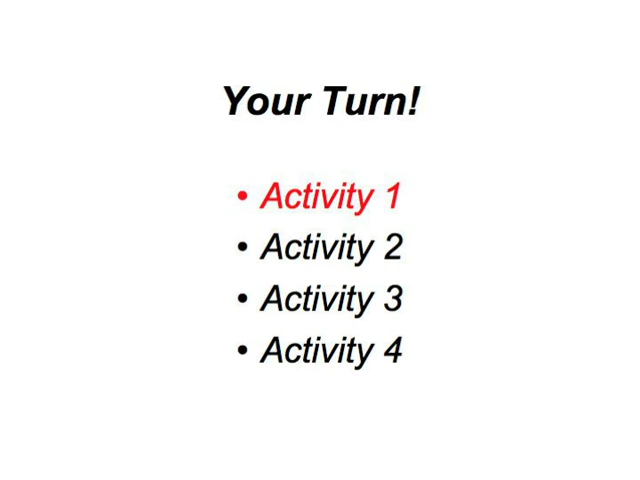 Your Turn!
• Activity 1
• Activity 2
• Activity 3
• Activity 4